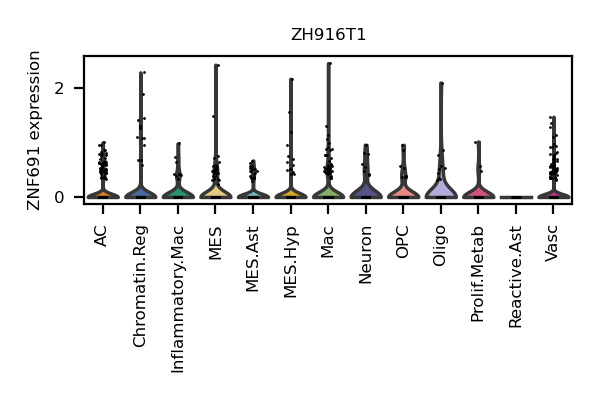 ZH916T1
ZNF691 expression
2
0
AC
Chromatin.Reg
Inflammatory.Mac
MES
MES.Ast
MES.Hyp
Mac
Neuron
OPC
Oligo
Prolif.Metab
Reactive.Ast
Vasc